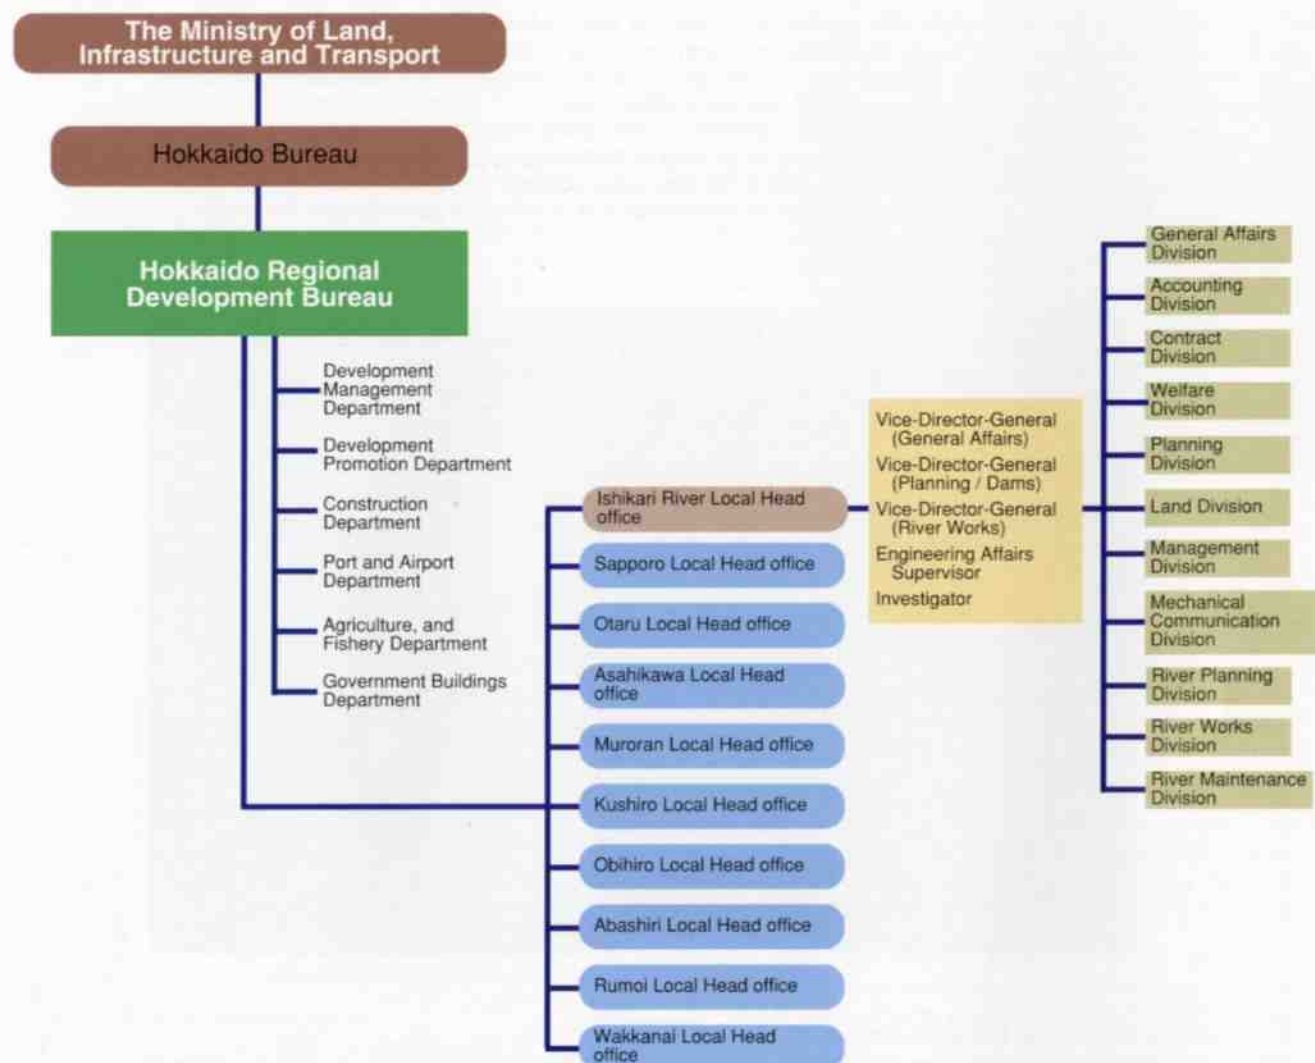 The Ministry of Land,
Infrastructure and Transport
Hokkaido Bureau
Hokkaido Regional
Development Bureau
Development
Management
Department
Development
Promotion Department
Construction
Department
Port and Airport
Department
Agriculture, and
Fishery Department
Government Buildings
Department
Ishikari River Local Head
office
Sapporo Local Head office
Otaru Local Head office
Asahikawa Local Head
office
Muroran Local Head office
Kushiro Local Head office
Obihiro Local Head office
Abashiri Local Head office
Rumoi Local Head office
Wakkanai Local Head
office
Vice-Director-General
(General Affairs)
Vice-Director-General
(Planning / Dams)
Vice-Director-General
(River Works)
Engineering Affairs
Supervisor
Investigator
General Affairs
Division
Accounting
Division
Contract
Division
Welfare
Division
Planning
Division
Land Division
Management
Division
Mechanical
Communication
Division
River Planning
Division
River Works
Division
River Maintenance
Division